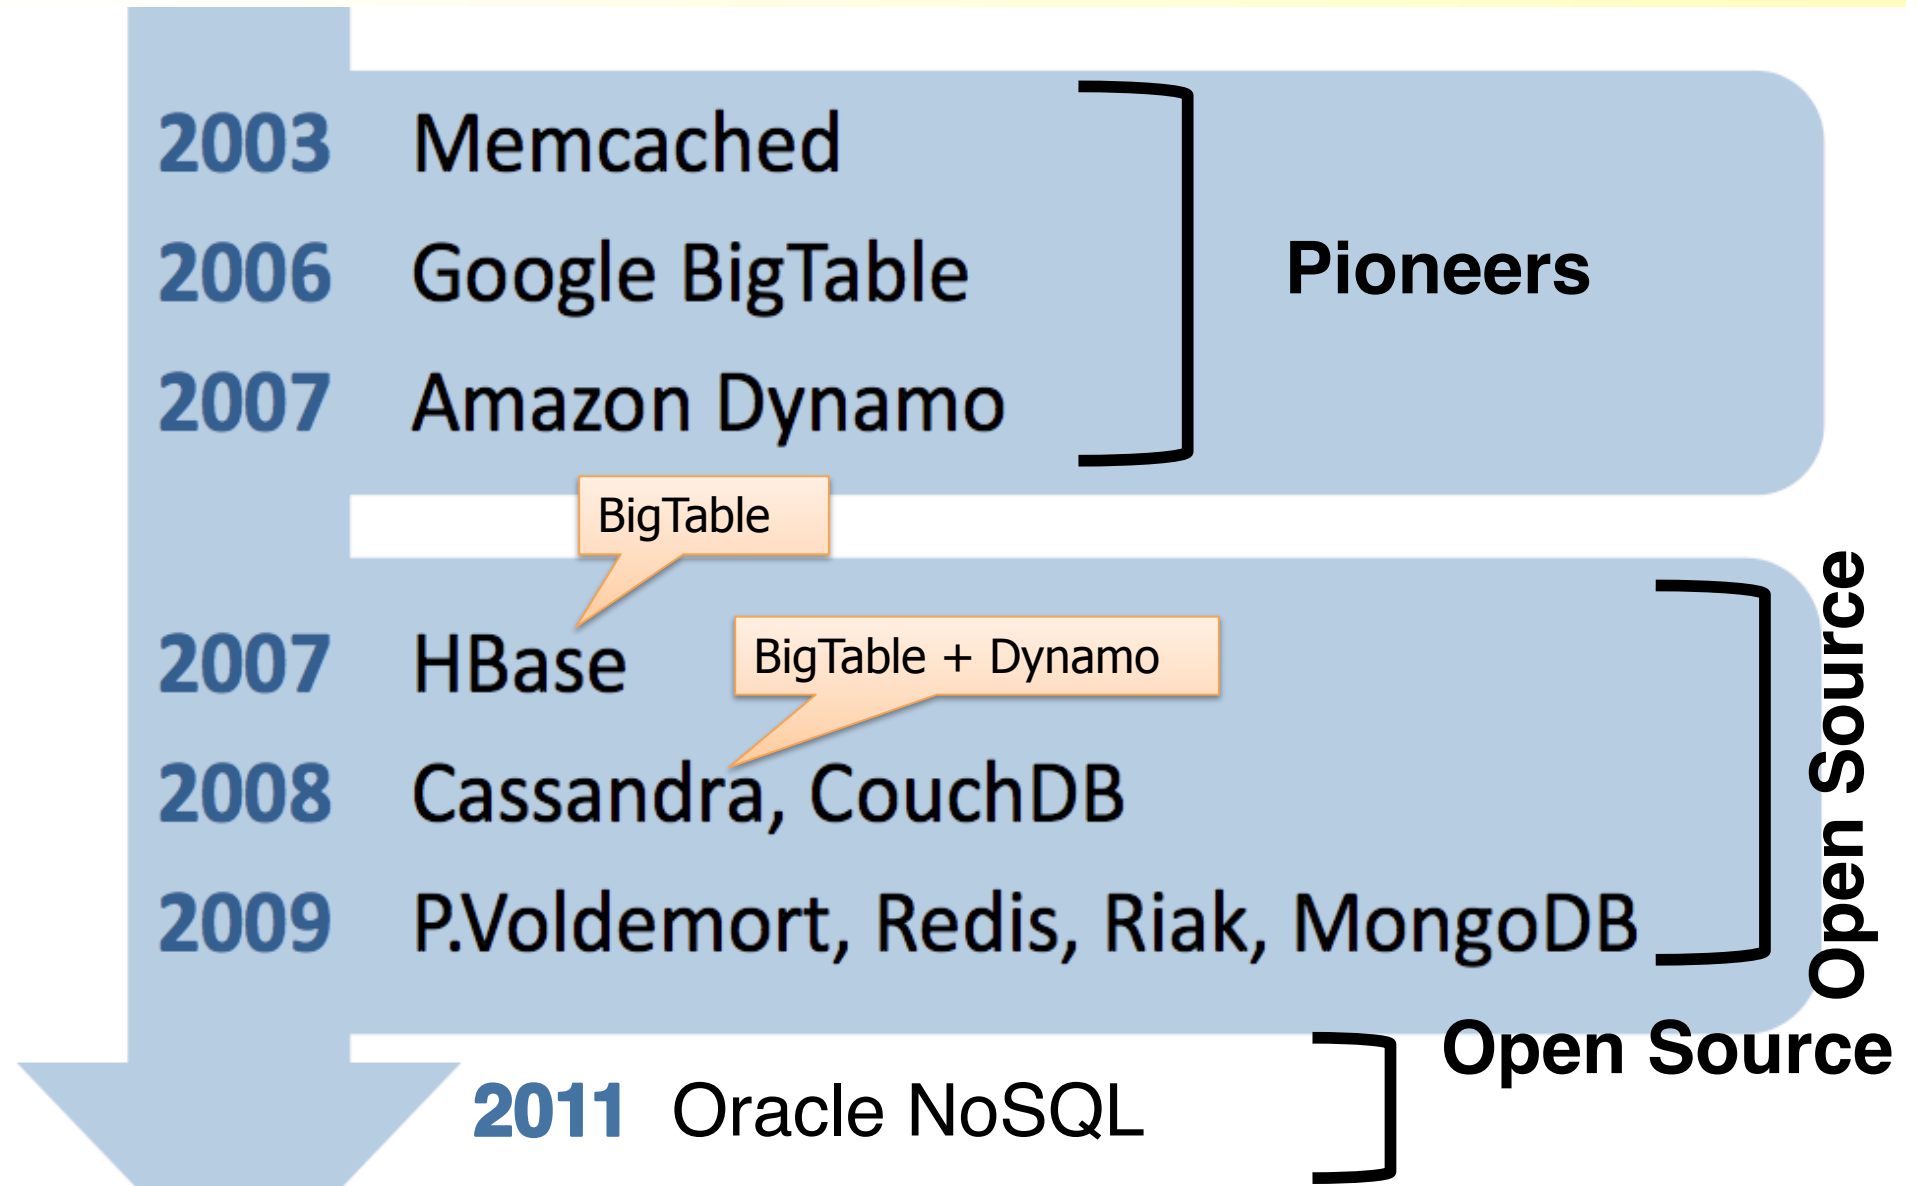 2003 Memcached
2006 Google BigTable
2007 Amazon Dynamo
Pioneers
BigTable
2007 HBase
BigTable + Dynamo
2008 Cassandra, CouchDB
2009 P.Voldemort, Redis, Riak, MongoDB
Open Source
Open Source
2011 Oracle NoSQL